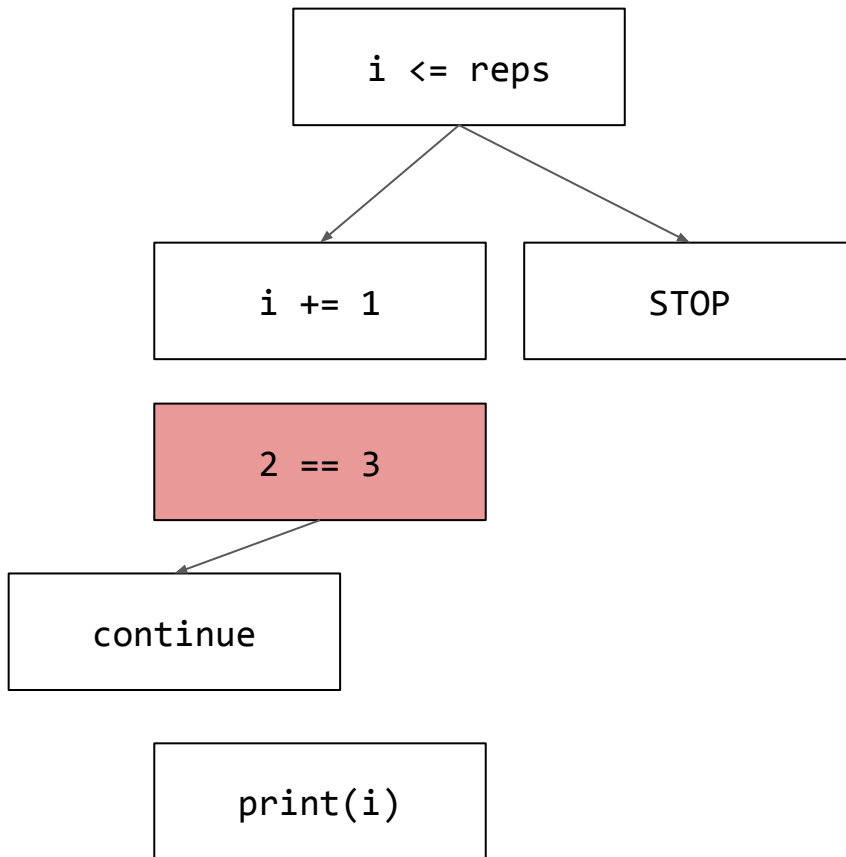 i <= reps
i += 1
STOP
2 == 3
continue
print(i)